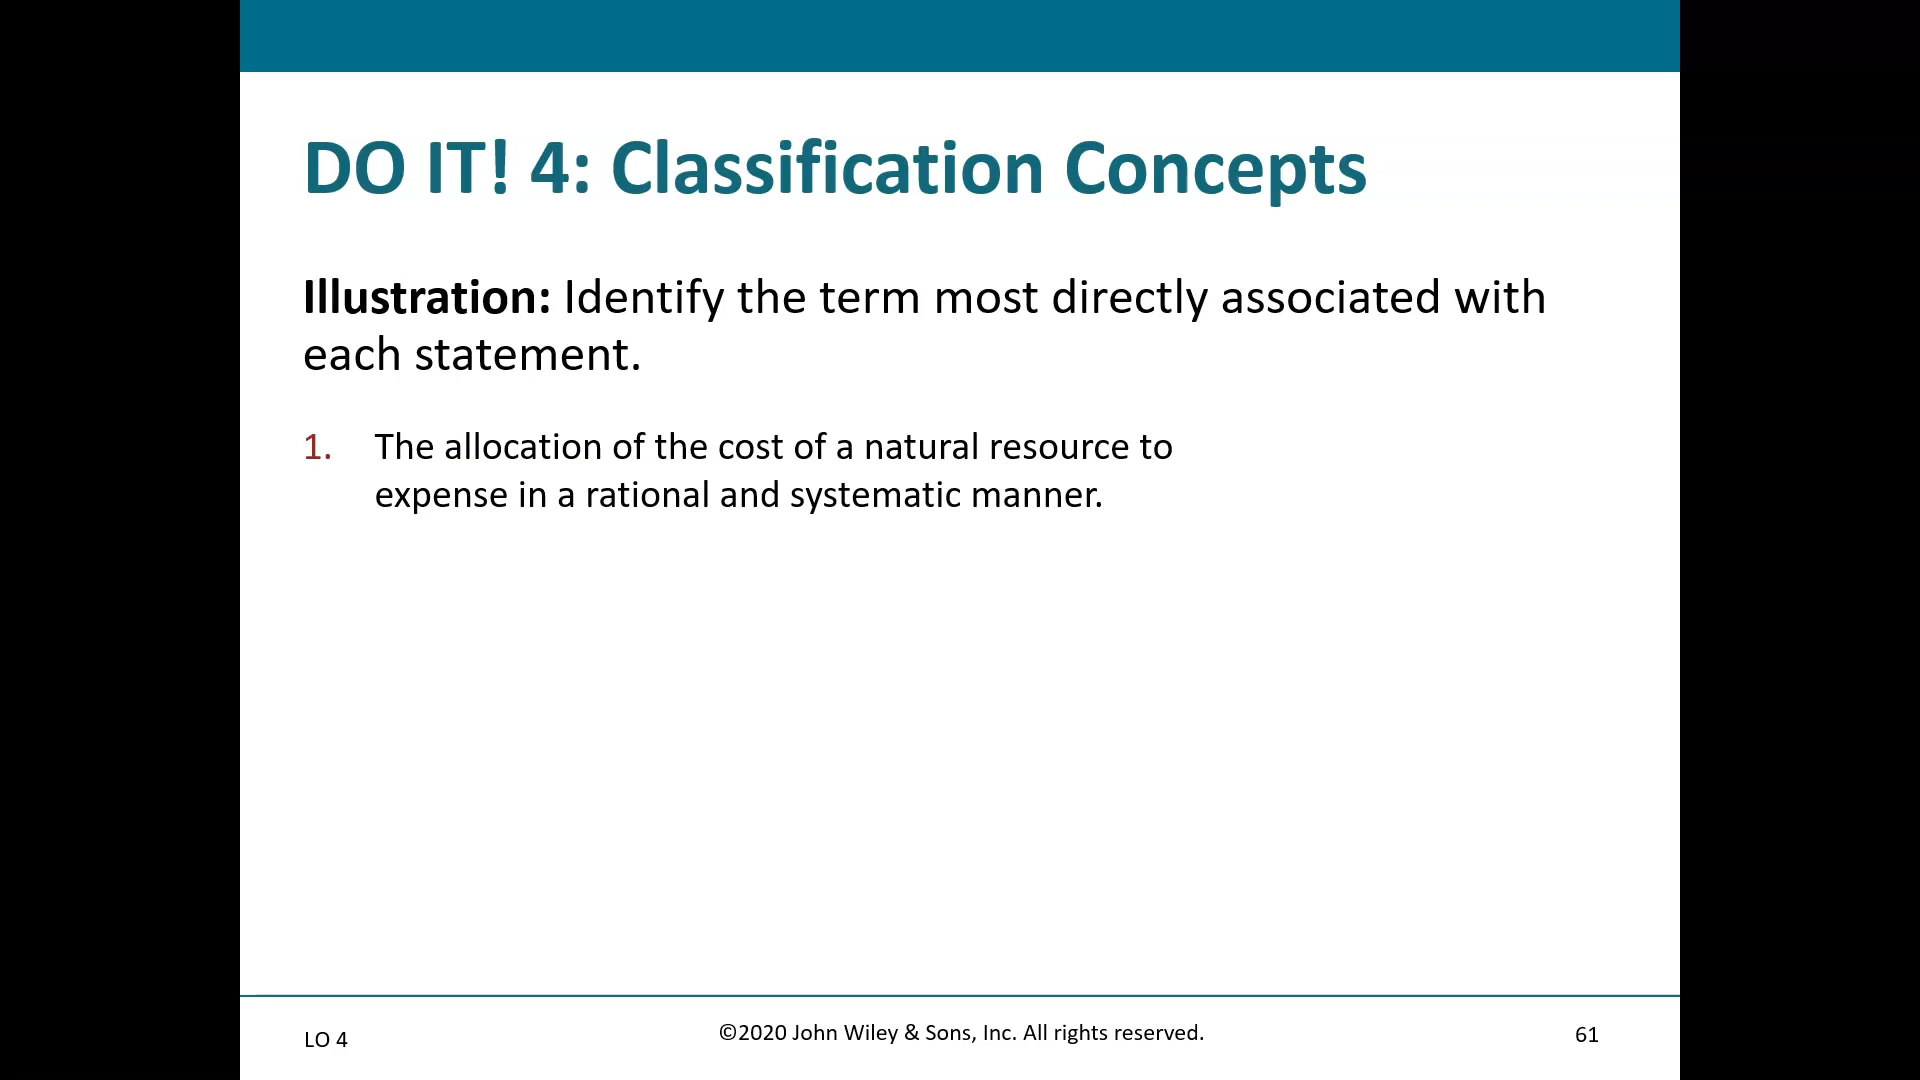 DO IT! 4: Classification Concepts
Illustration: Identify the term most directly associated with
each statement.
1. The allocation of the cost of a natural resource to
expense in a rational and systematic manner.
LO 4
©2020 John Wiley & Sons, Inc. All rights reserved.
61